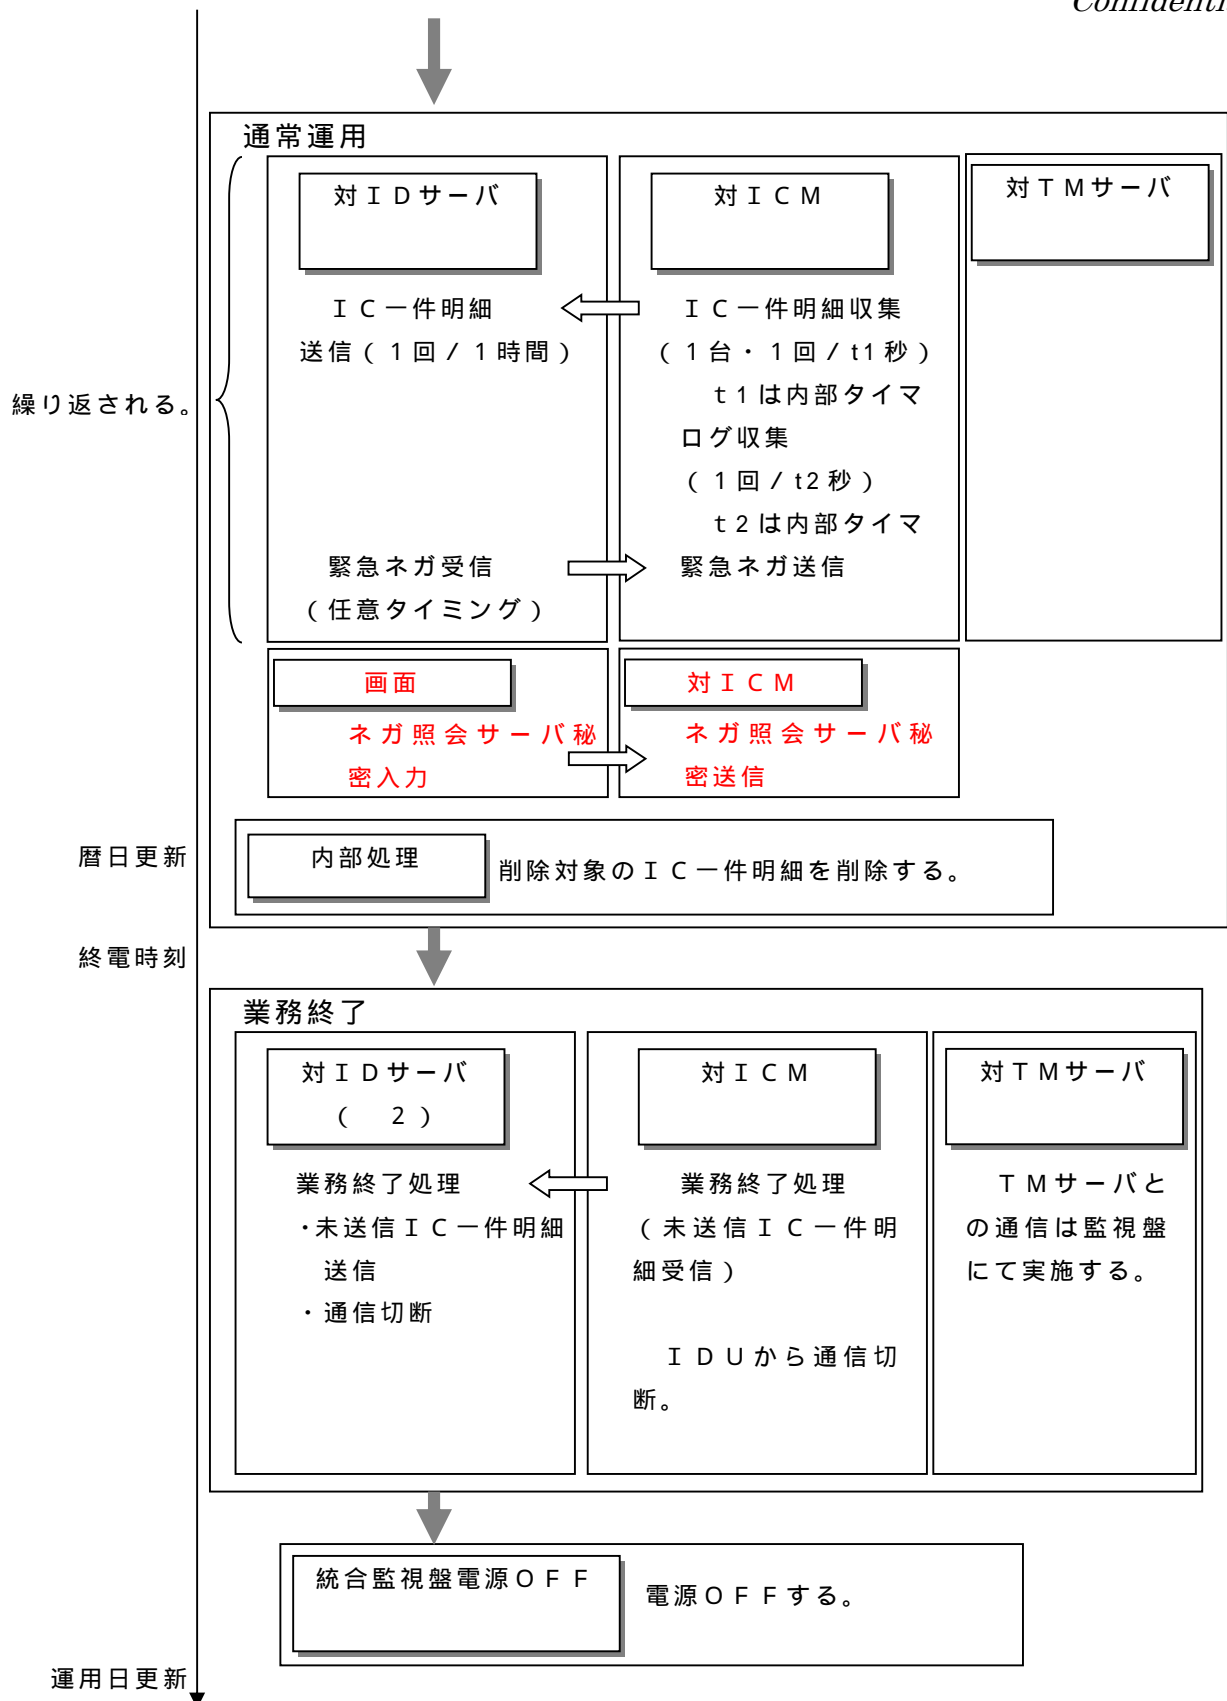 Confidenti
通常運用
対ＩＤサーバ
対ＩＣＭ
対ＴＭサーバ
ＩＣ一件明細
送信（１回／１時間）
ＩＣ一件明細収集
（１台・１回／t1秒）
ｔ１は内部タイマ
ログ収集
（１回／t2秒）
ｔ２は内部タイマ
繰り返される。
緊急ネガ受信
（任意タイミング）
緊急ネガ送信
画面
ネガ照会サーバ秘
密入力
対ＩＣＭ
ネガ照会サーバ秘
密送信
暦日更新
内部処理
削除対象のＩＣ一件明細を削除する。
終電時刻
業務終了
対ＩＤサーバ
（　２）
対ＩＣＭ
対ＴＭサーバ
業務終了処理
・未送信ＩＣ一件明細
送信
・通信切断
業務終了処理
（未送信ＩＣ一件明
細受信）
ＩＤＵから通信切
断。
ＴＭサーバと
の通信は監視盤
にて実施する。
統合監視盤電源ＯＦＦ
電源ＯＦＦする。
運用日更新